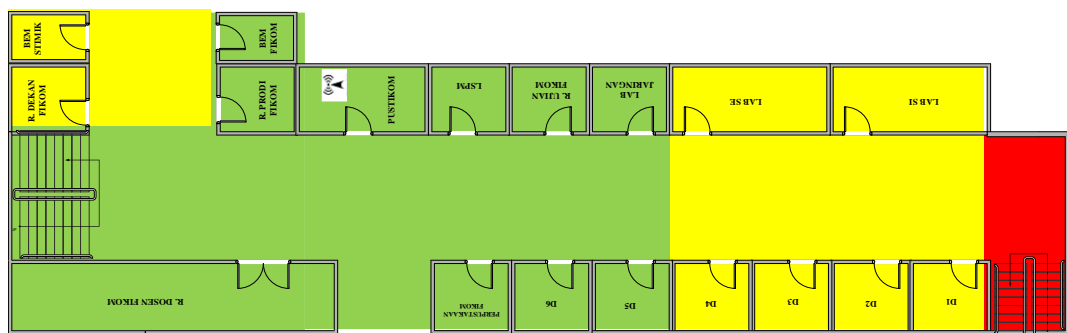 BEM
STIMIK
BEM
FIKOM
R. DEKAN
FIKOM
R. PRODI
FIKOM
PUSTIKOM
LSPM
R. UJIAN
FIKOM
LAB
JARINGAN
LAB SE
LAB SI
R. DOSEN FIKOM
PERPUSTAKAAN
FIKOM
D6
D5
D4
D3
D2
D1